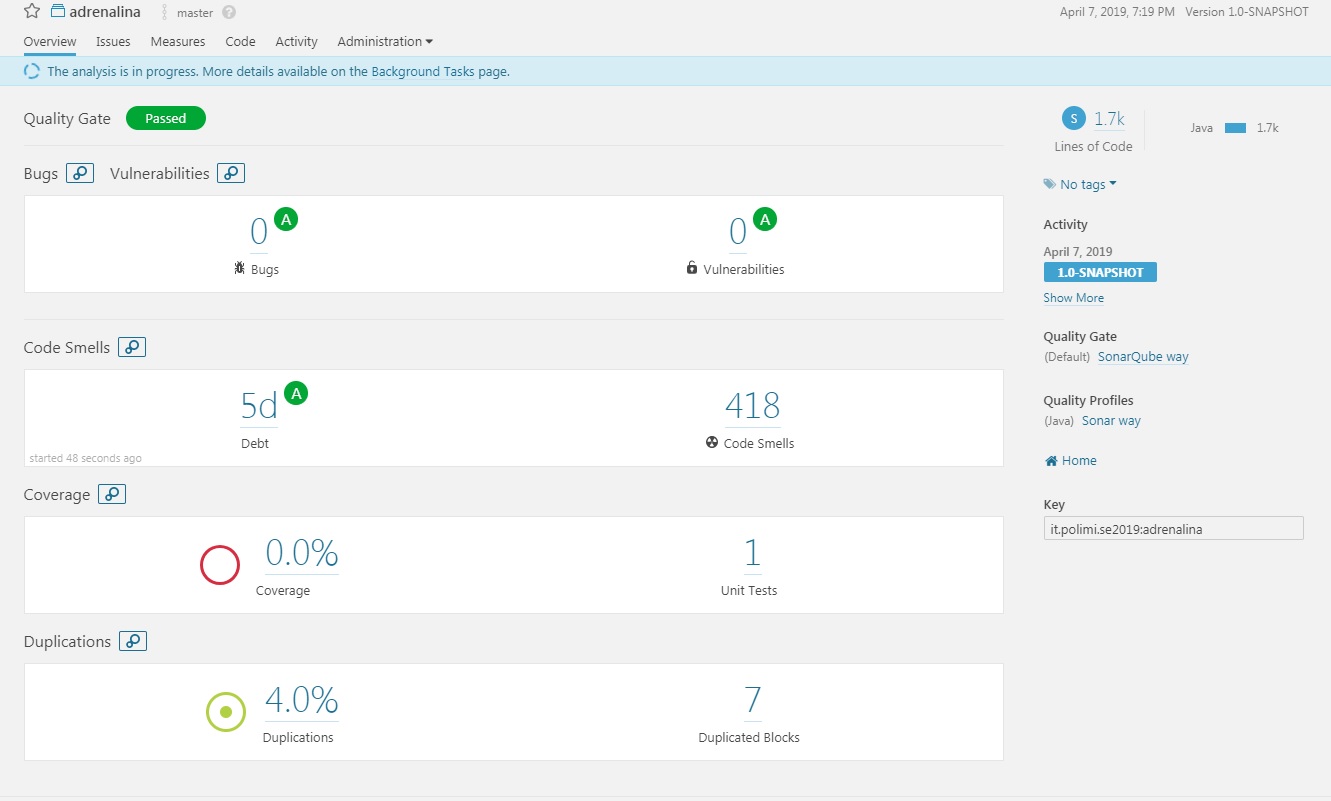 adrenalina master ? April 7, 2019, 7:19 PM Version 1.0-SNAPSHOT
Overview Issues Measures Code Activity Administration
The analysis is in progress. More details available on the Background Tasks page.
Quality Gate Passed
Bugs Vulnerabilities
0 A 0 A
Bugs Vulnerabilities
Code Smells
5d A 418
Debt Code Smells
started 48 seconds ago
Coverage
0.0% 1
Coverage Unit Tests
Duplications
4.0% 7
Duplications Duplicated Blocks
S 1.7k Java 1.7k
Lines of Code
No tags
Activity
April 7, 2019
1.0-SNAPSHOT
Show More
Quality Gate
(Default) SonarQube way
Quality Profiles
(Java) Sonar way
Home
Key
it.polimi.se2019:adrenalina